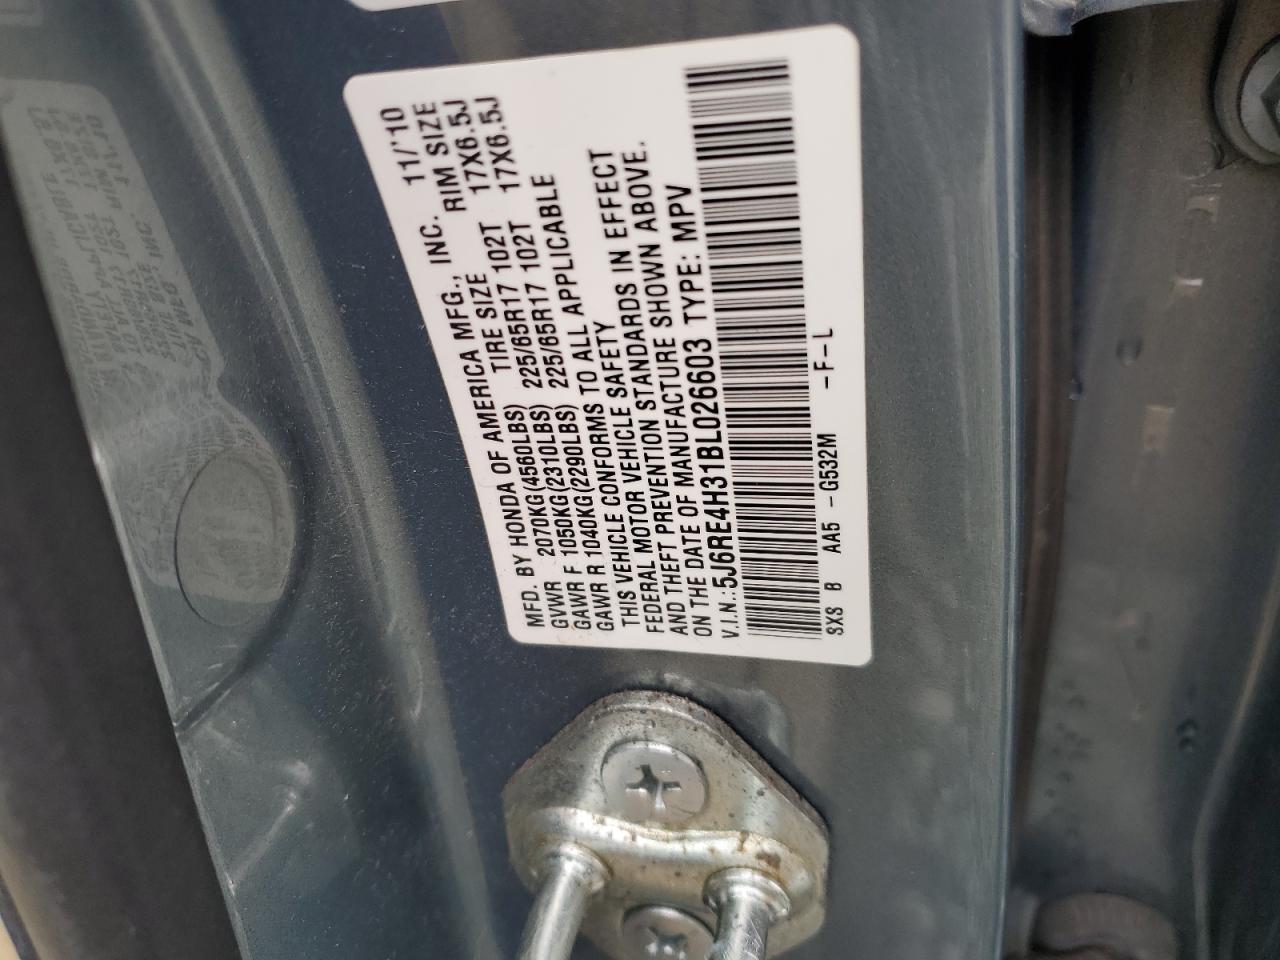 MFD. BY HONDA OF AMERICA MFG., INC. 11/'10
GVWR 2070KG(4560LBS) TIRE SIZE RIM SIZE
GAWR F 1050KG(2310LBS) 225/65R17 102T 17X6.5J
GAWR R 1040KG(2290LBS) 225/65R17 102T 17X6.5J
THIS VEHICLE CONFORMS TO ALL APPLICABLE
FEDERAL MOTOR VEHICLE SAFETY
AND THEFT PREVENTION STANDARDS IN EFFECT
ON THE DATE OF MANUFACTURE SHOWN ABOVE.
V.I.N.: 5J6RE4H31BL026603 TYPE: MPV
SXS B AA5 -G532M -F-L